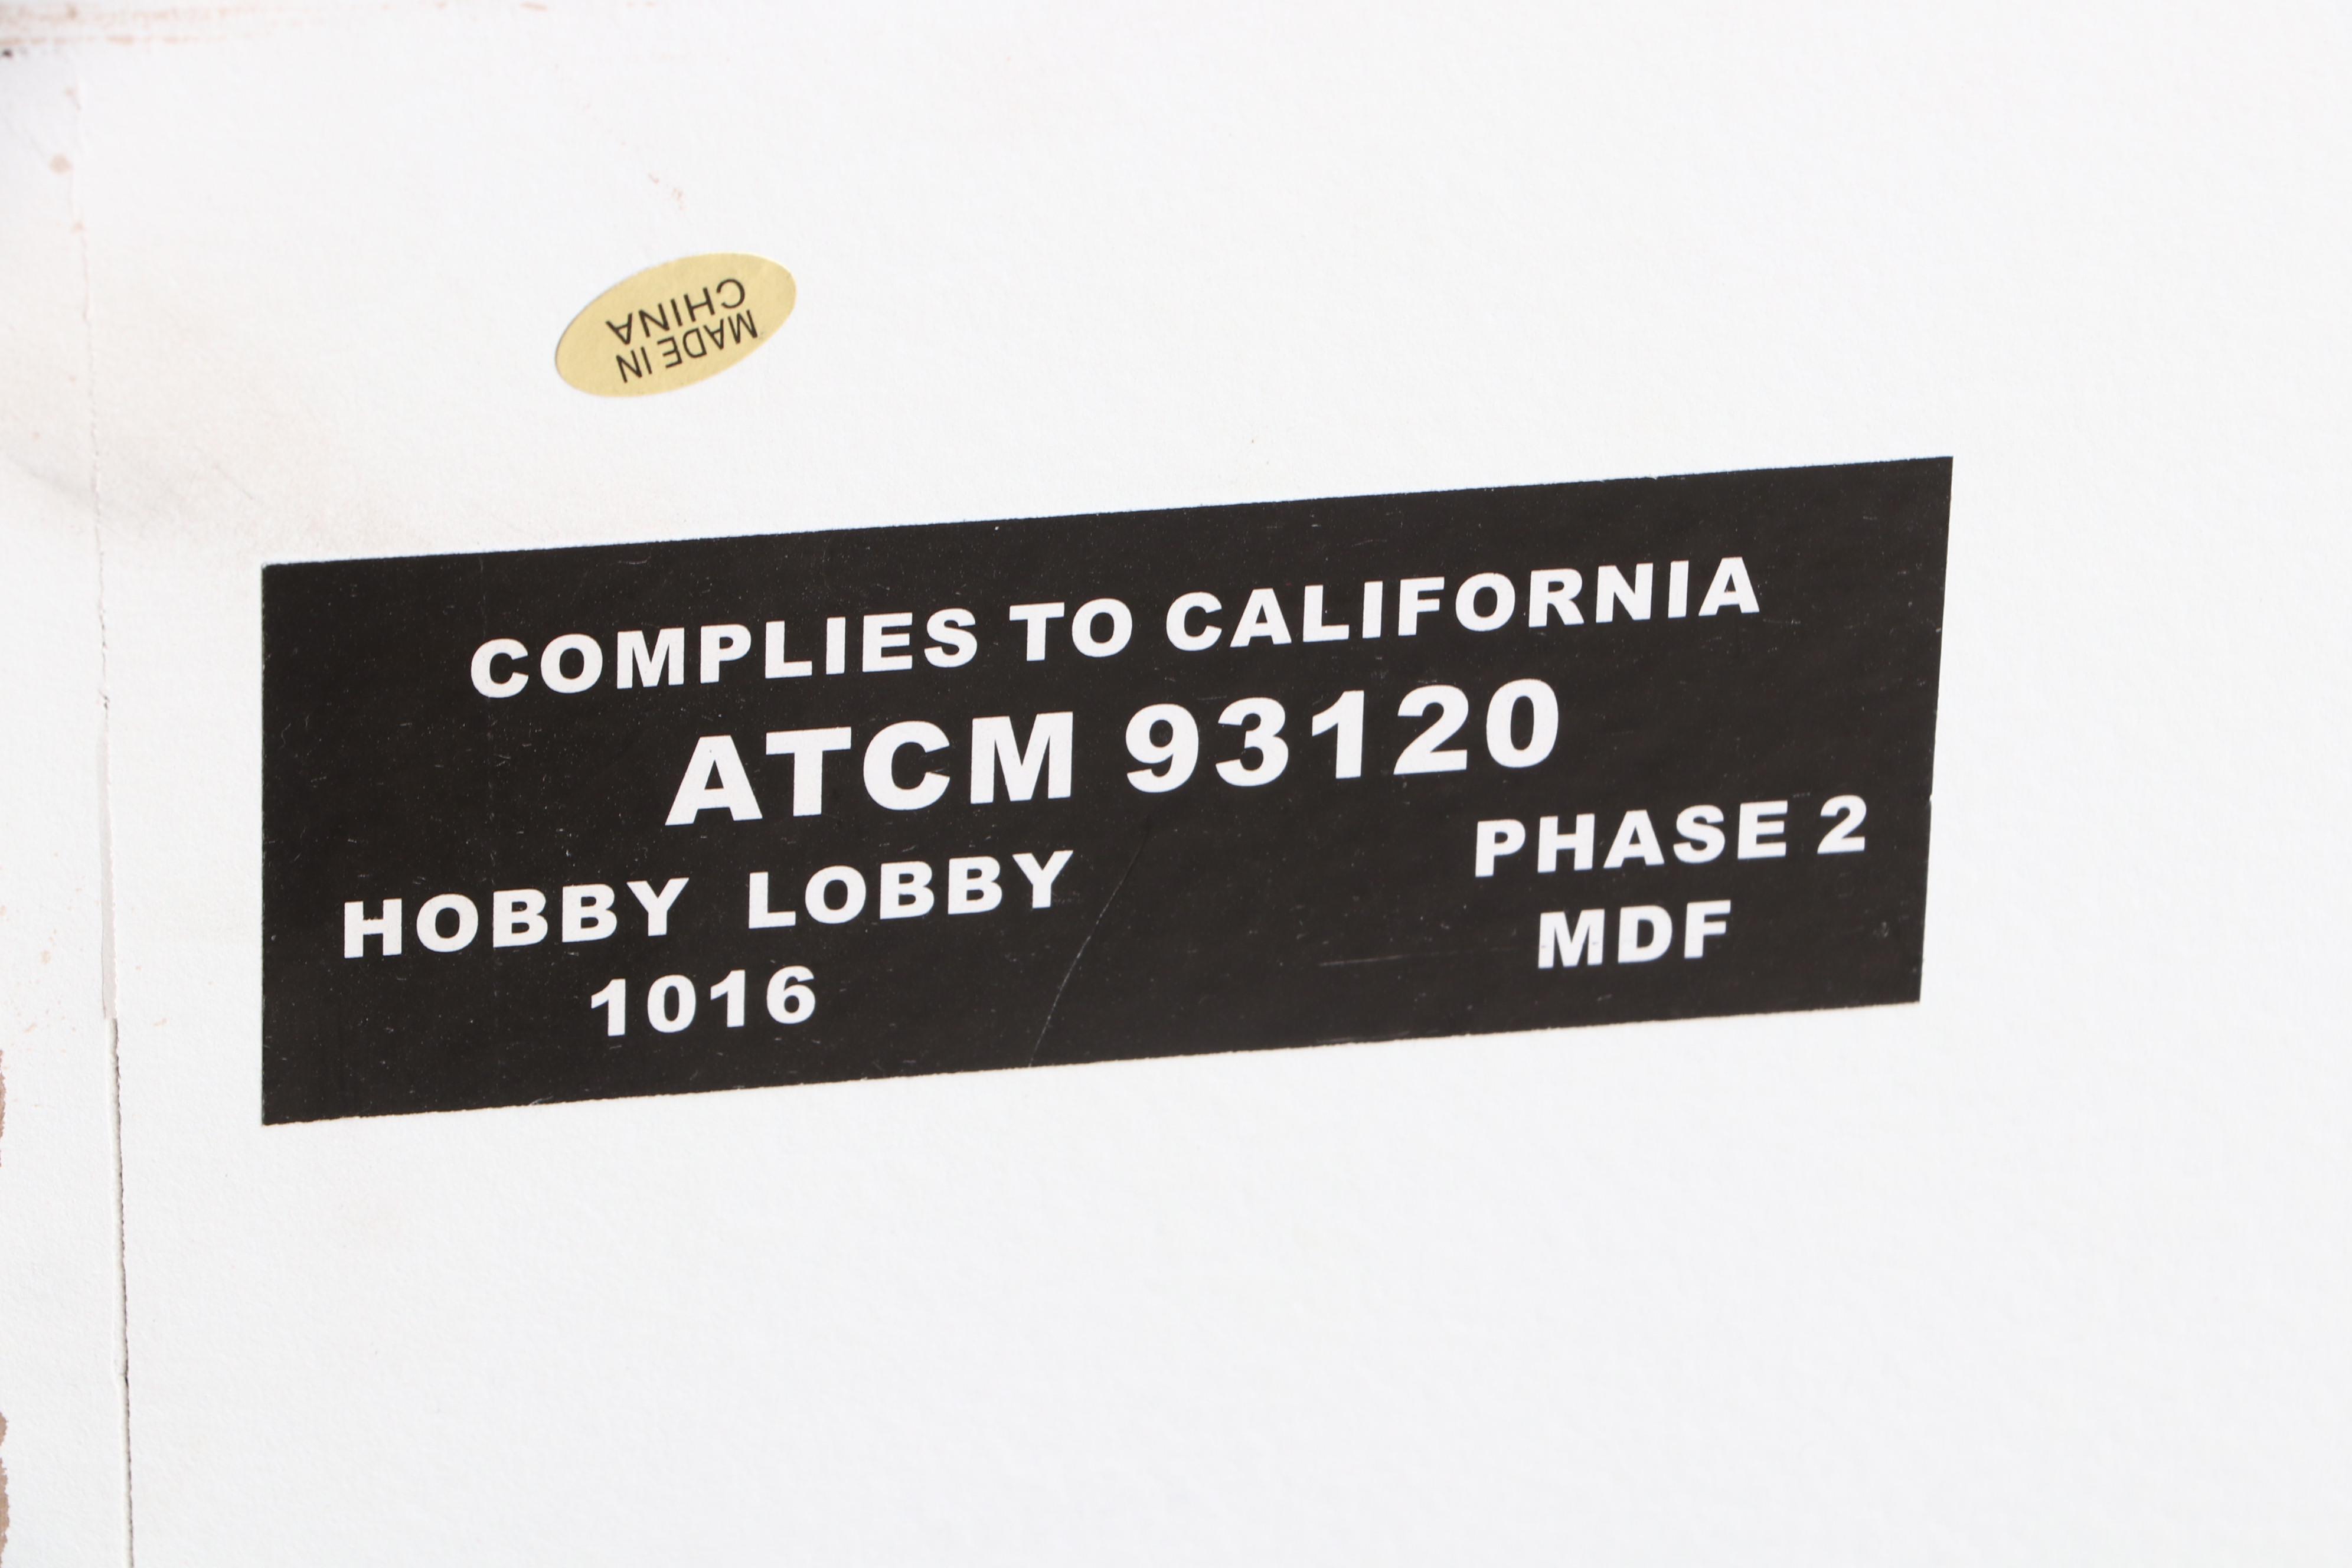 MADE IN
CHINA
COMPLIES TO CALIFORNIA
ATCM 93120
HOBBY LOBBY
1016
PHASE 2
MDF